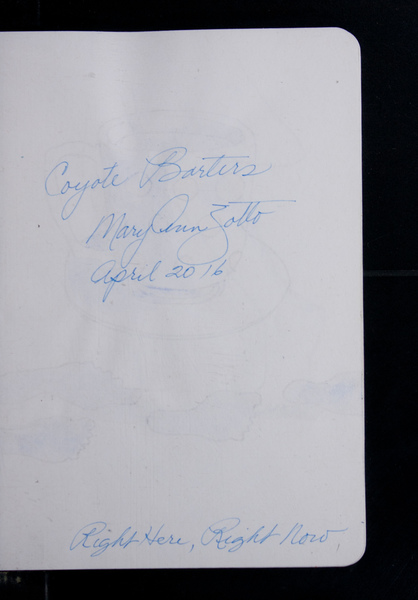 Coyote Barters
Mary Ann Zotto
April 2016
Right Here, Right Now,